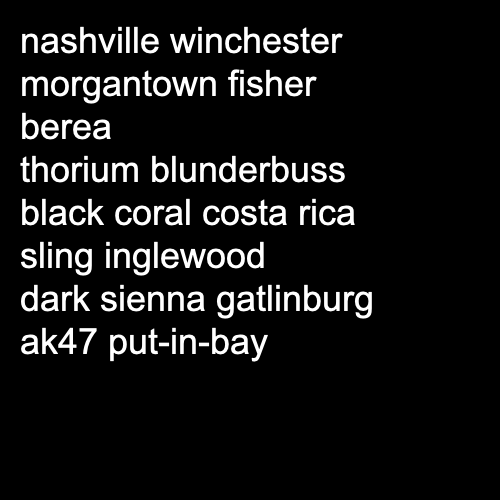 nashville winchester
morgantown fisher
berea
thorium blunderbuss
black coral costa rica
sling inglewood
dark sienna gatlinburg
ak47 put-in-bay